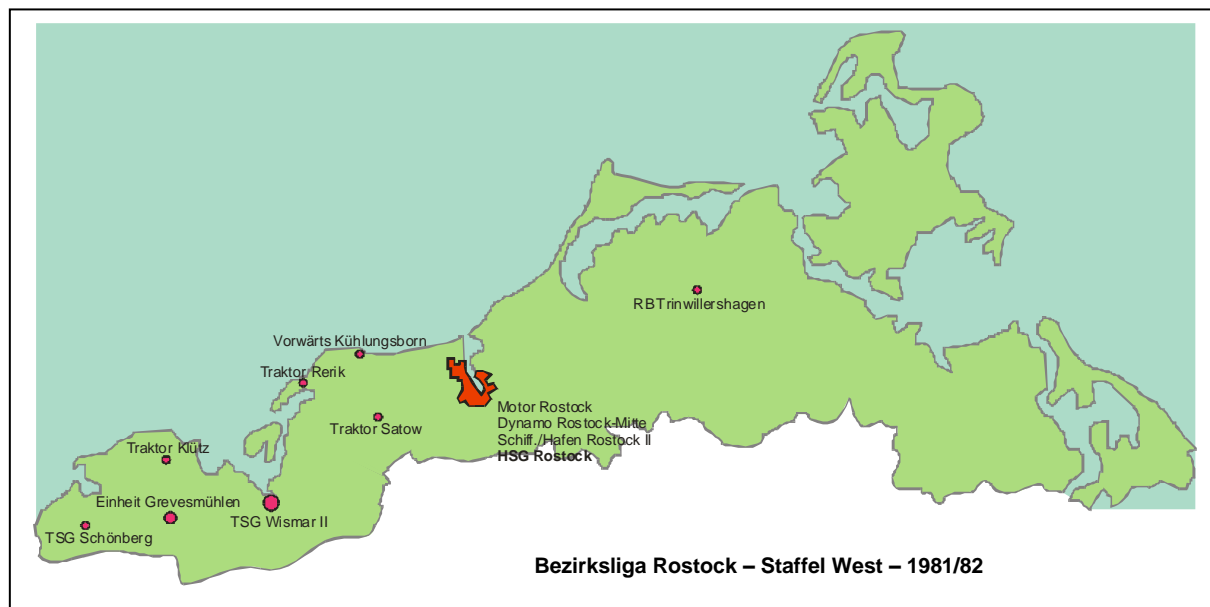 RBTrinwillershagen
Vorwärts Kühlungsborn
Traktor Rerik
Motor Rostock
Dynamo Rostock-Mitte
Schiff./Hafen Rostock II
HSG Rostock
Traktor Satow
Traktor Klütz
Einheit Grevesmühlen
TSG Wismar II
TSG Schönberg
Bezirksliga Rostock – Staffel West – 1981/82